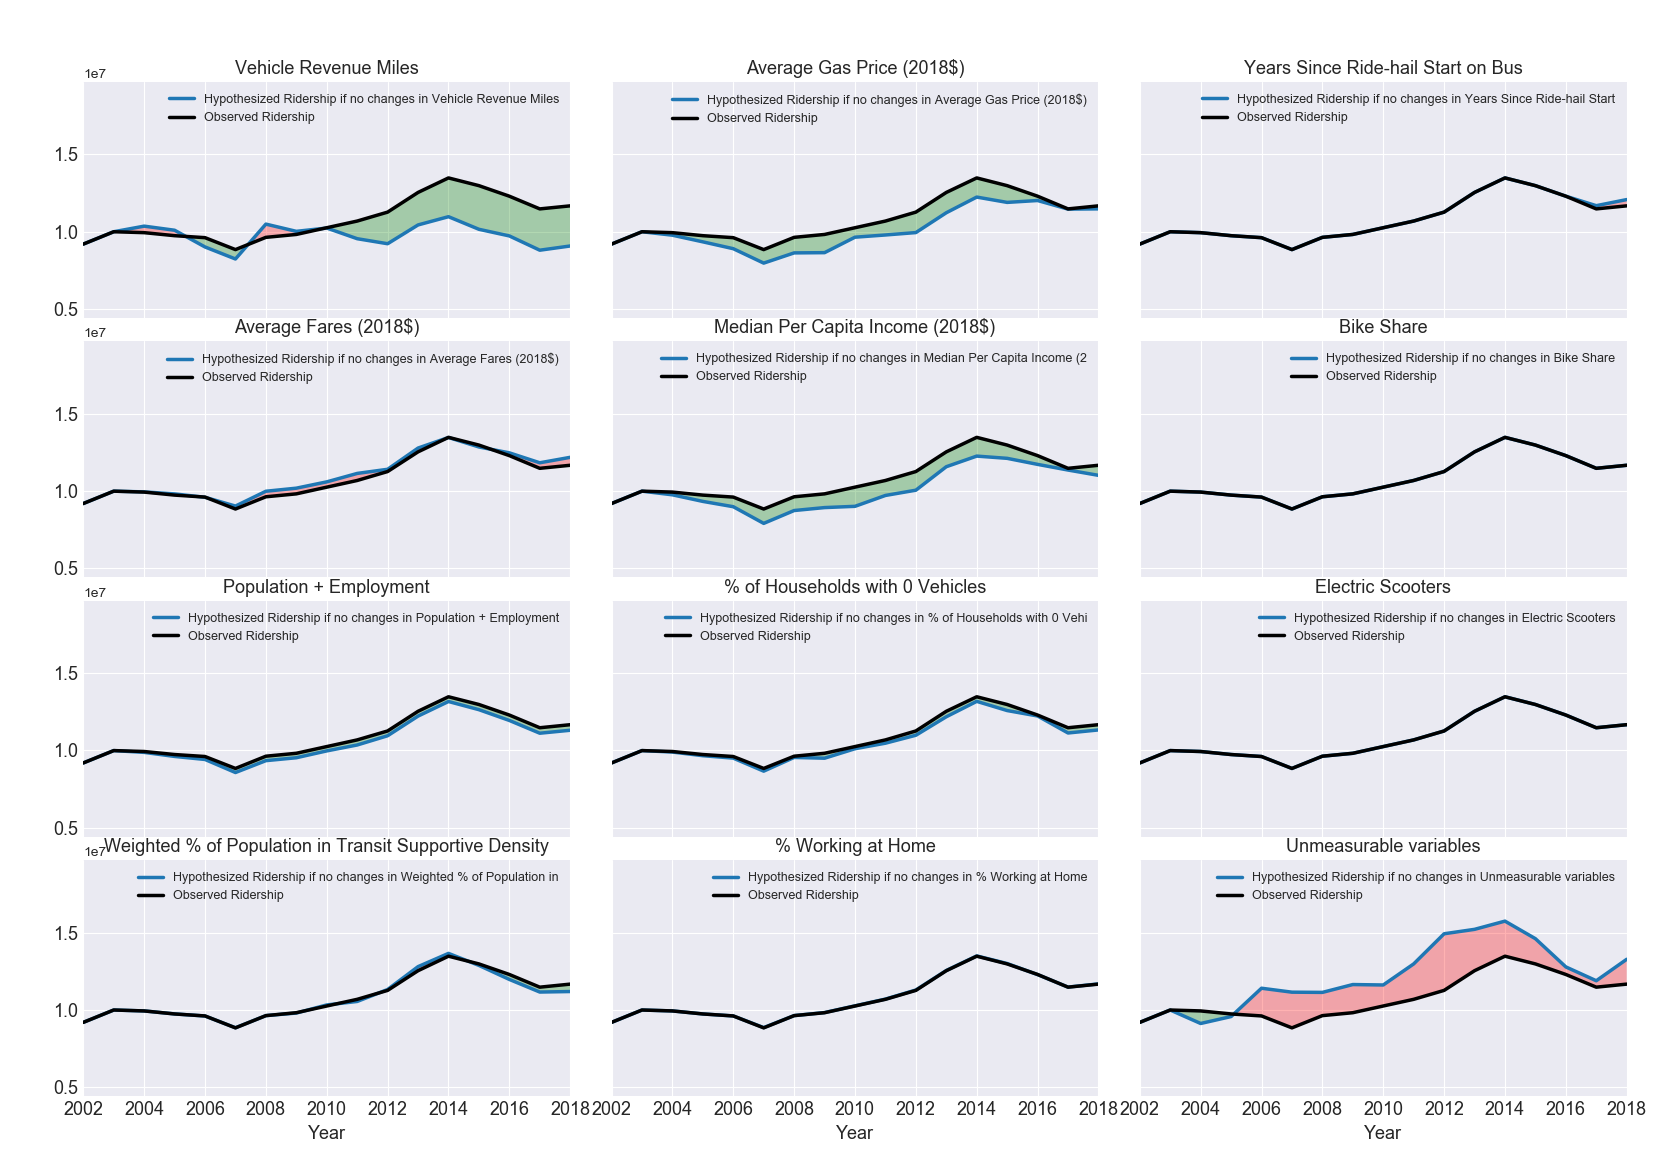 Vehicle Revenue Miles
1e7
Hypothesized Ridership if no changes in Vehicle Revenue Miles
Observed Ridership
1.5
1.0
0.5
Average Gas Price (2018$)
Hypothesized Ridership if no changes in Average Gas Price (2018$)
Observed Ridership
Years Since Ride-hail Start on Bus
Hypothesized Ridership if no changes in Years Since Ride-hail Start
Observed Ridership
Average Fares (2018$)
1e7
Hypothesized Ridership if no changes in Average Fares (2018$)
Observed Ridership
1.5
1.0
0.5
Median Per Capita Income (2018$)
Hypothesized Ridership if no changes in Median Per Capita Income (2
Observed Ridership
Bike Share
Hypothesized Ridership if no changes in Bike Share
Observed Ridership
Population + Employment
1e7
Hypothesized Ridership if no changes in Population + Employment
Observed Ridership
1.5
1.0
0.5
% of Households with 0 Vehicles
Hypothesized Ridership if no changes in % of Households with 0 Vehi
Observed Ridership
Electric Scooters
Hypothesized Ridership if no changes in Electric Scooters
Observed Ridership
Weighted % of Population in Transit Supportive Density
1e7
Hypothesized Ridership if no changes in Weighted % of Population in
Observed Ridership
1.5
1.0
0.5
2002 2004 2006 2008 2010 2012 2014 2016 2018
Year
% Working at Home
Hypothesized Ridership if no changes in % Working at Home
Observed Ridership
2002 2004 2006 2008 2010 2012 2014 2016 2018
Year
Unmeasurable variables
Hypothesized Ridership if no changes in Unmeasurable variables
Observed Ridership
2002 2004 2006 2008 2010 2012 2014 2016 2018
Year